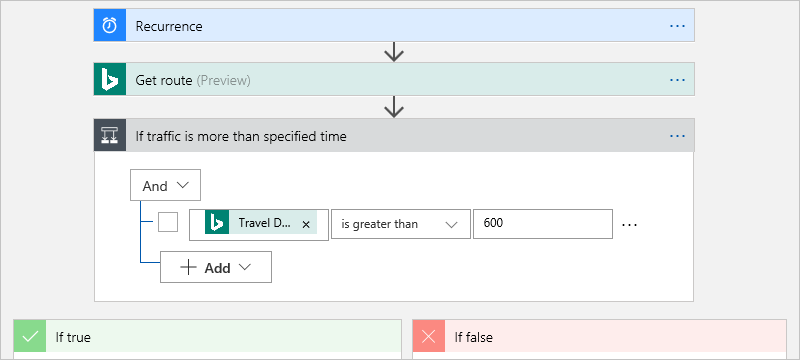 Recurrence
Get route (Preview)
If traffic is more than specified time
And
Travel D... is greater than 600
Add
If true
If false